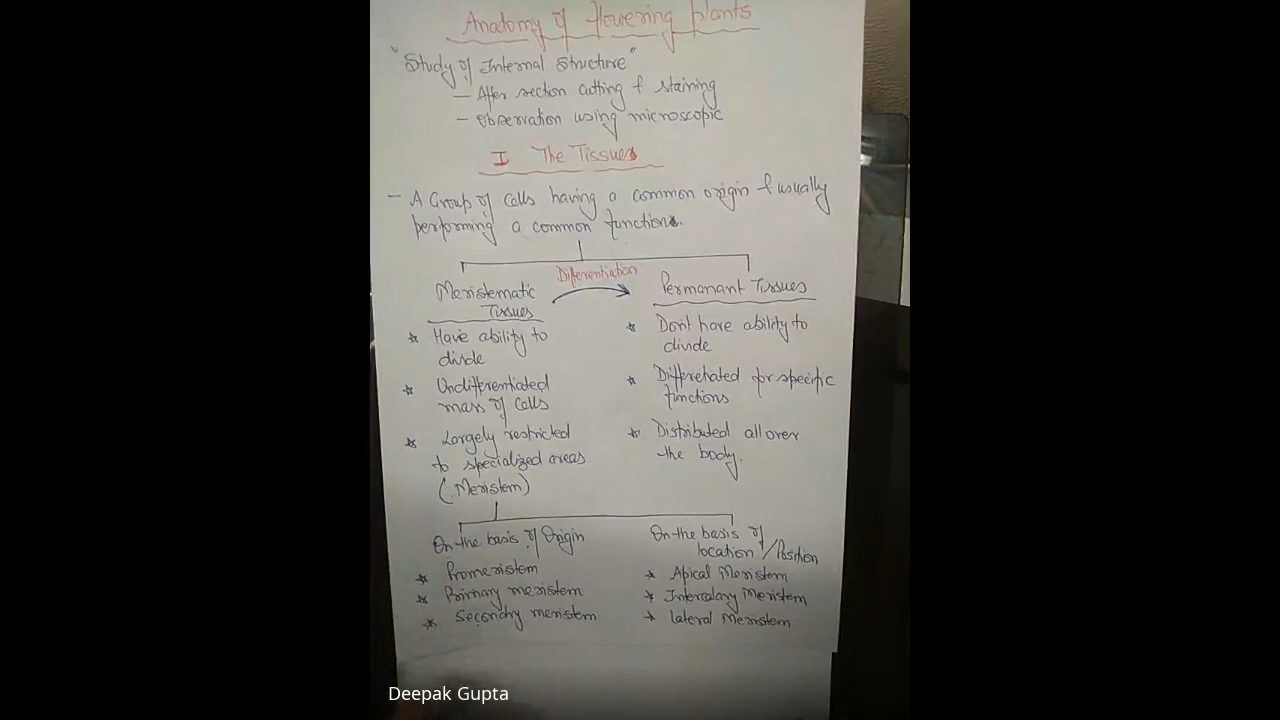 Anatomy of flowering plants
"Study of Internal Structure"
- After section cutting & staining
- Observation using microscopic
I The Tissues
- A Group of Cells having a common origin & usually
performing a common functions.
Differentiation
Meristematic
Tissues
* Have ability to
divide
* Undifferentiated
mass of cells
* Largely restricted
to specialized areas
(Meristem)
Permanant Tissues
* Don't have ability to
divide
* Differetiated for specific
functions
* Distributed all over
the body.
On the basis of Origin
* Promeristem
* Primary meristem
* Secondry meristem
On the basis of
location / Position
* Apical Meristem
* Intercalary Meristem
* Lateral Meristem
Deepak Gupta